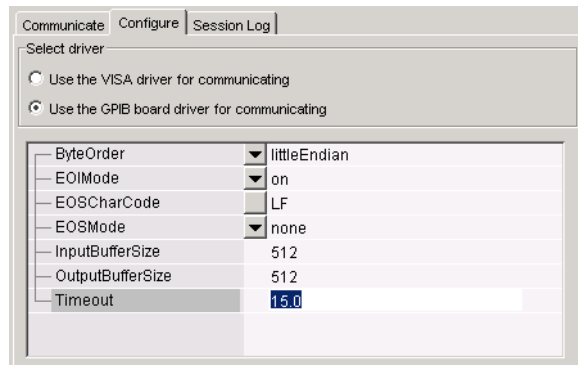 Communicate Configure Session Log
Select driver
Use the VISA driver for communicating
Use the GPIB board driver for communicating
ByteOrder littleEndian
EOIMode on
EOSCharCode LF
EOSMode none
InputBufferSize 512
OutputBufferSize 512
Timeout 15.0